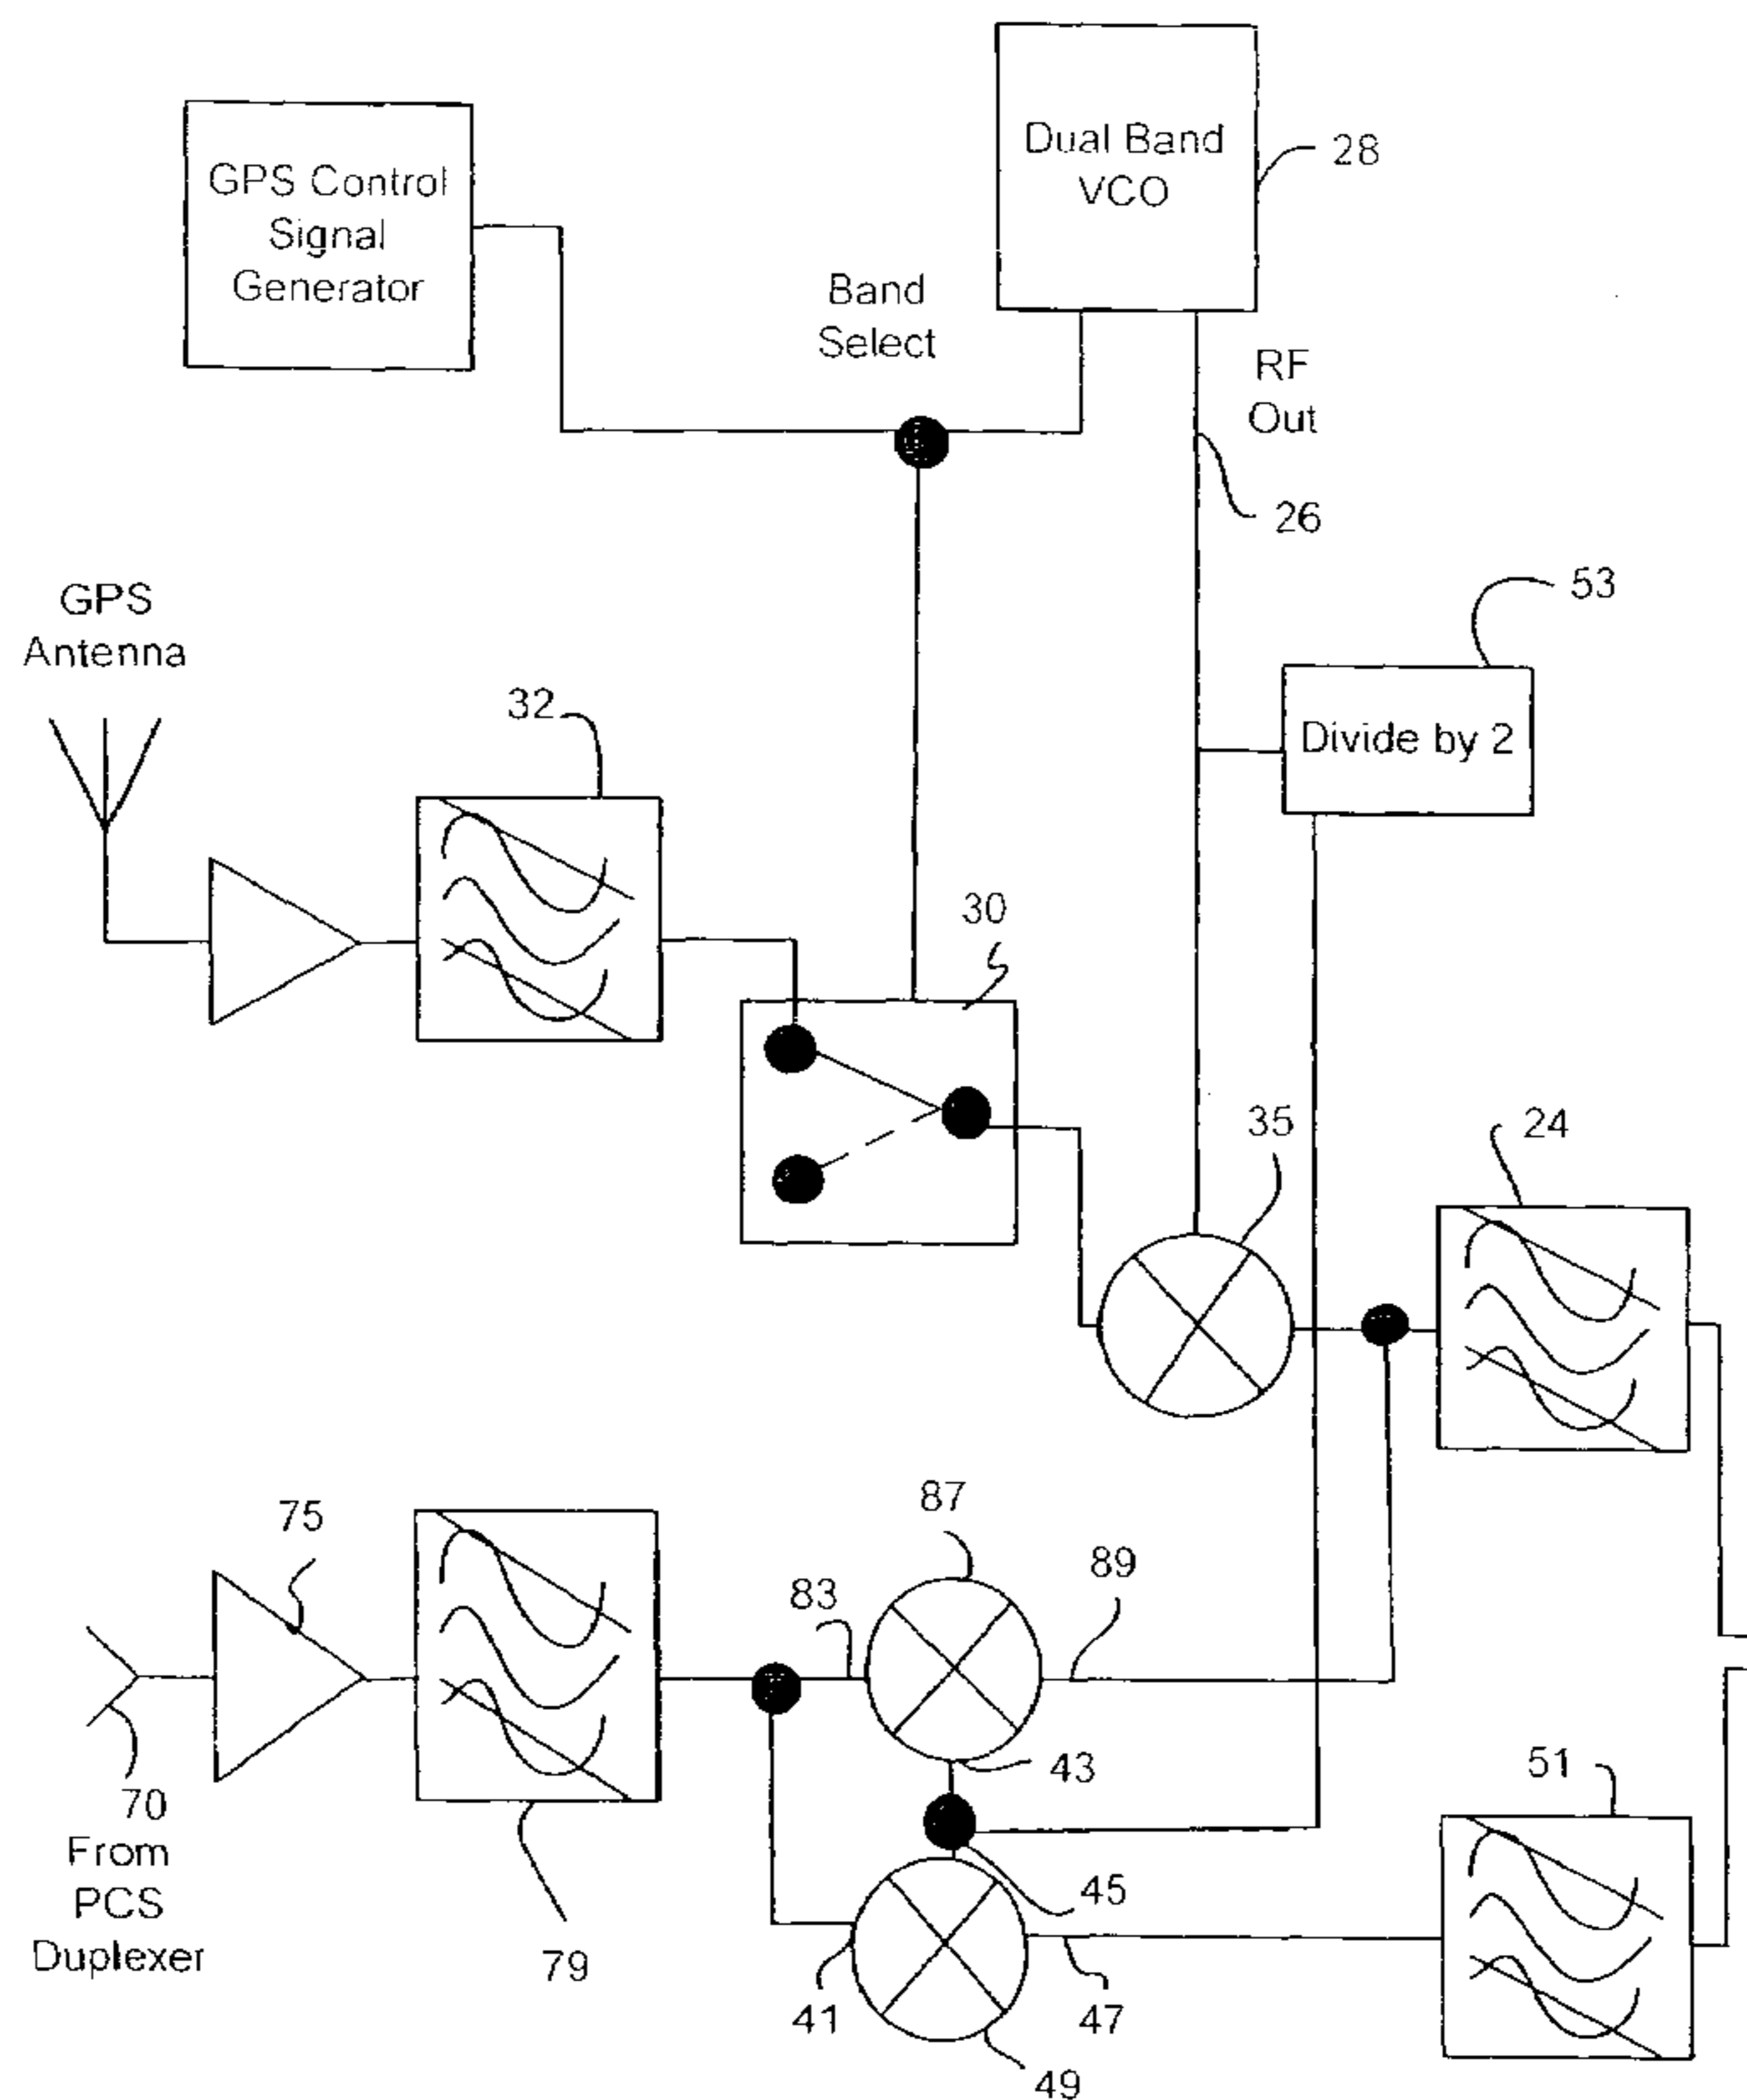 Dual Band
VCO
28
GPS Control
Signal
Generator
Band
Select
RF
Out
26
GPS
Antenna
53
32
Divide by 2
30
35
24
87
75
89
83
43
51
70
From
PCS
Duplexer
45
79
41
47
49